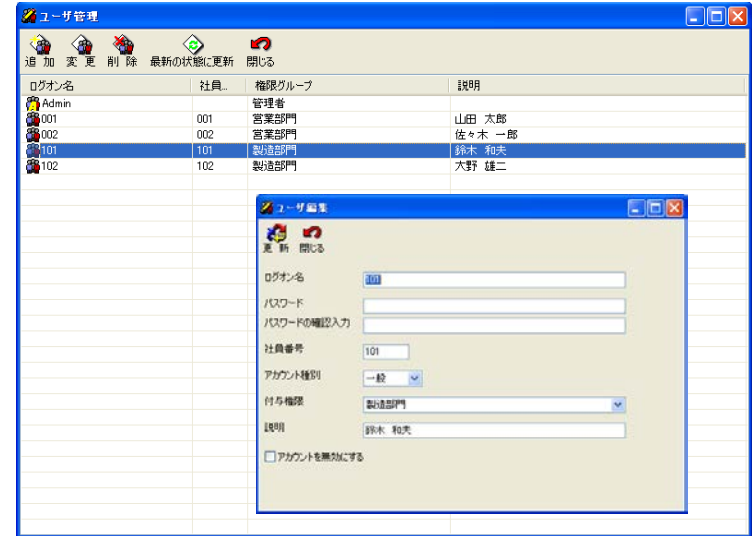 ユーザ管理
追 加 変 更 削 除 最新の状態に更新 閉じる
ログオン名 社員... 権限グループ 説明
Admin 管理者
001 001 営業部門 山田 太郎
002 002 営業部門 佐々木 一郎
101 101 製造部門 鈴木 和夫
102 102 製造部門 大野 雄二
ユーザ編集
更 新 閉じる
ログオン名 101
パスワード
パスワードの確認入力
社員番号 101
アカウント種別 一般
付与権限 製造部門
説明 鈴木 和夫
アカウントを無効にする